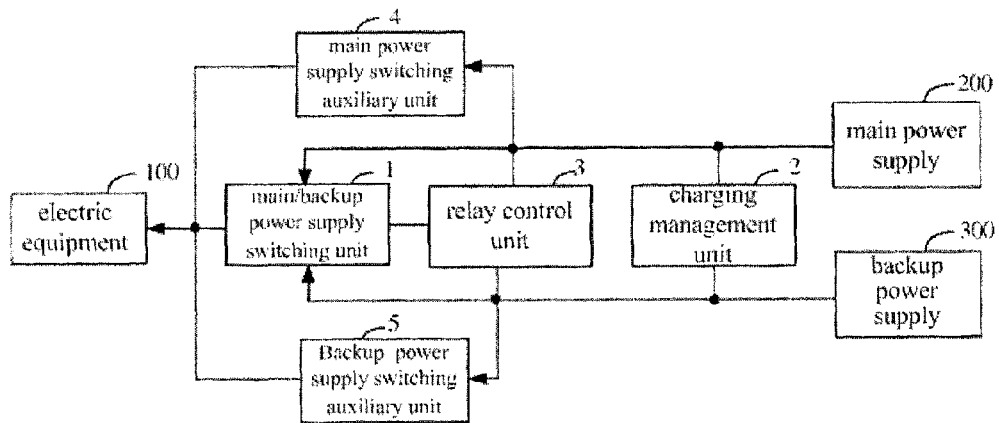 4
main power
supply switching
auxiliary unit
200
main power
supply
100
electric
equipment
1
main/backup
power supply
switching unit
3
relay control
unit
2
charging
management
unit
300
backup
power
supply
5
Backup power
supply switching
auxiliary unit